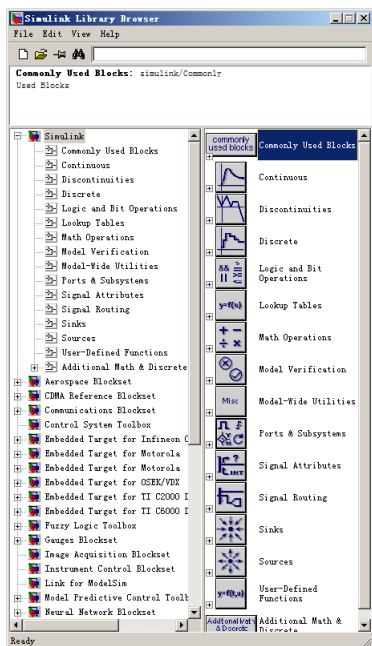 Simulink Library Browser
File Edit View Help
Commonly Used Blocks: simulink/Commonly
Used Blocks
Simulink
Commonly Used Blocks
Continuous
Discontinuities
Discrete
Logic and Bit Operations
Lookup Tables
Math Operations
Model Verification
Model-Wide Utilities
Ports & Subsystems
Signal Attributes
Signal Routing
Sinks
Sources
User-Defined Functions
Additional Math & Discrete
Aerospace Blockset
CDMA Reference Blockset
Communications Blockset
Control System Toolbox
Embedded Target for Infineon C
Embedded Target for Motorola
Embedded Target for Motorola
Embedded Target for OSEK/VDX
Embedded Target for TI C2000 D
Embedded Target for TI C6000 D
Fuzzy Logic Toolbox
Gauges Blockset
Image Acquisition Blockset
Instrument Control Blockset
Link for ModelSim
Model Predictive Control Toolb
Neural Network Blockset
commonly
used blocks
Commonly Used Blocks
Continuous
Discontinuities
Discrete
Logic and Bit
Operations
y=f(u)
Lookup Tables
+ −
÷ ×
Math Operations
Model Verification
Misc
Model-Wide Utilities
Ports & Subsystems
Signal Attributes
Signal Routing
Sinks
Sources
y=f(t,u)
User-Defined
Functions
Additional Math
& Discrete
Additional Math &
Discrete
Ready